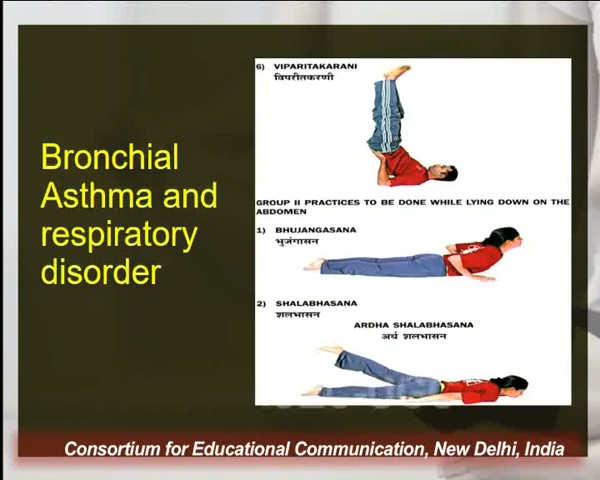 Bronchial
Asthma and
respiratory
disorder
6) VIPARITAKARANI
विपरीतकरणी
GROUP II PRACTICES TO BE DONE WHILE LYING DOWN ON THE
ABDOMEN
1) BHUJANGASANA
भुजंगासन
2) SHALABHASANA
शलभासन
ARDHA SHALABHASANA
अर्ध शलभासन
Consortium for Educational Communication, New Delhi, India